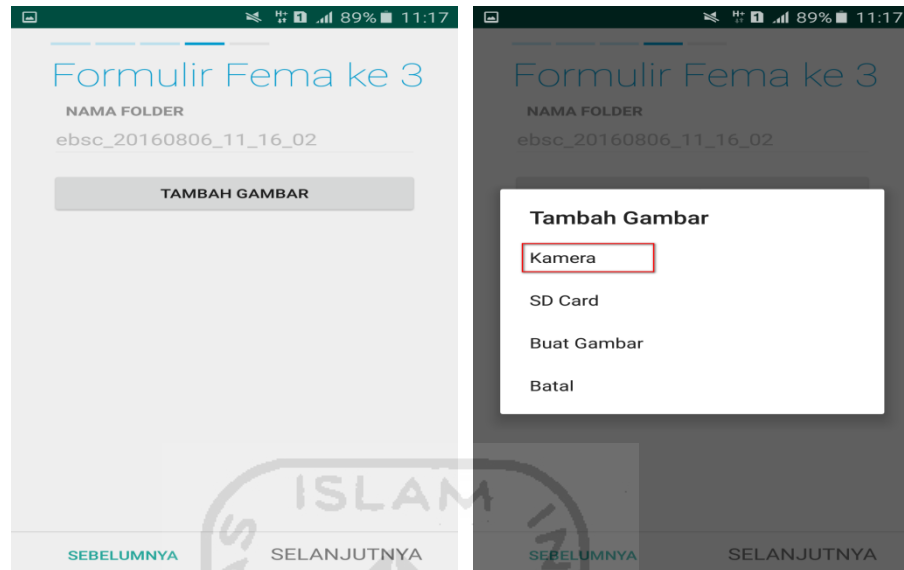 89% 11:17
Formulir Fema ke 3
NAMA FOLDER
ebsc_20160806_11_16_02
TAMBAH GAMBAR
ISLAM
SEBELUMNYA
SELANJUTNYA
89% 11:17
Formulir Fema ke 3
NAMA FOLDER
ebsc_20160806_11_16_02
Tambah Gambar
Kamera
SD Card
Buat Gambar
Batal
SEBELUMNYA
SELANJUTNYA